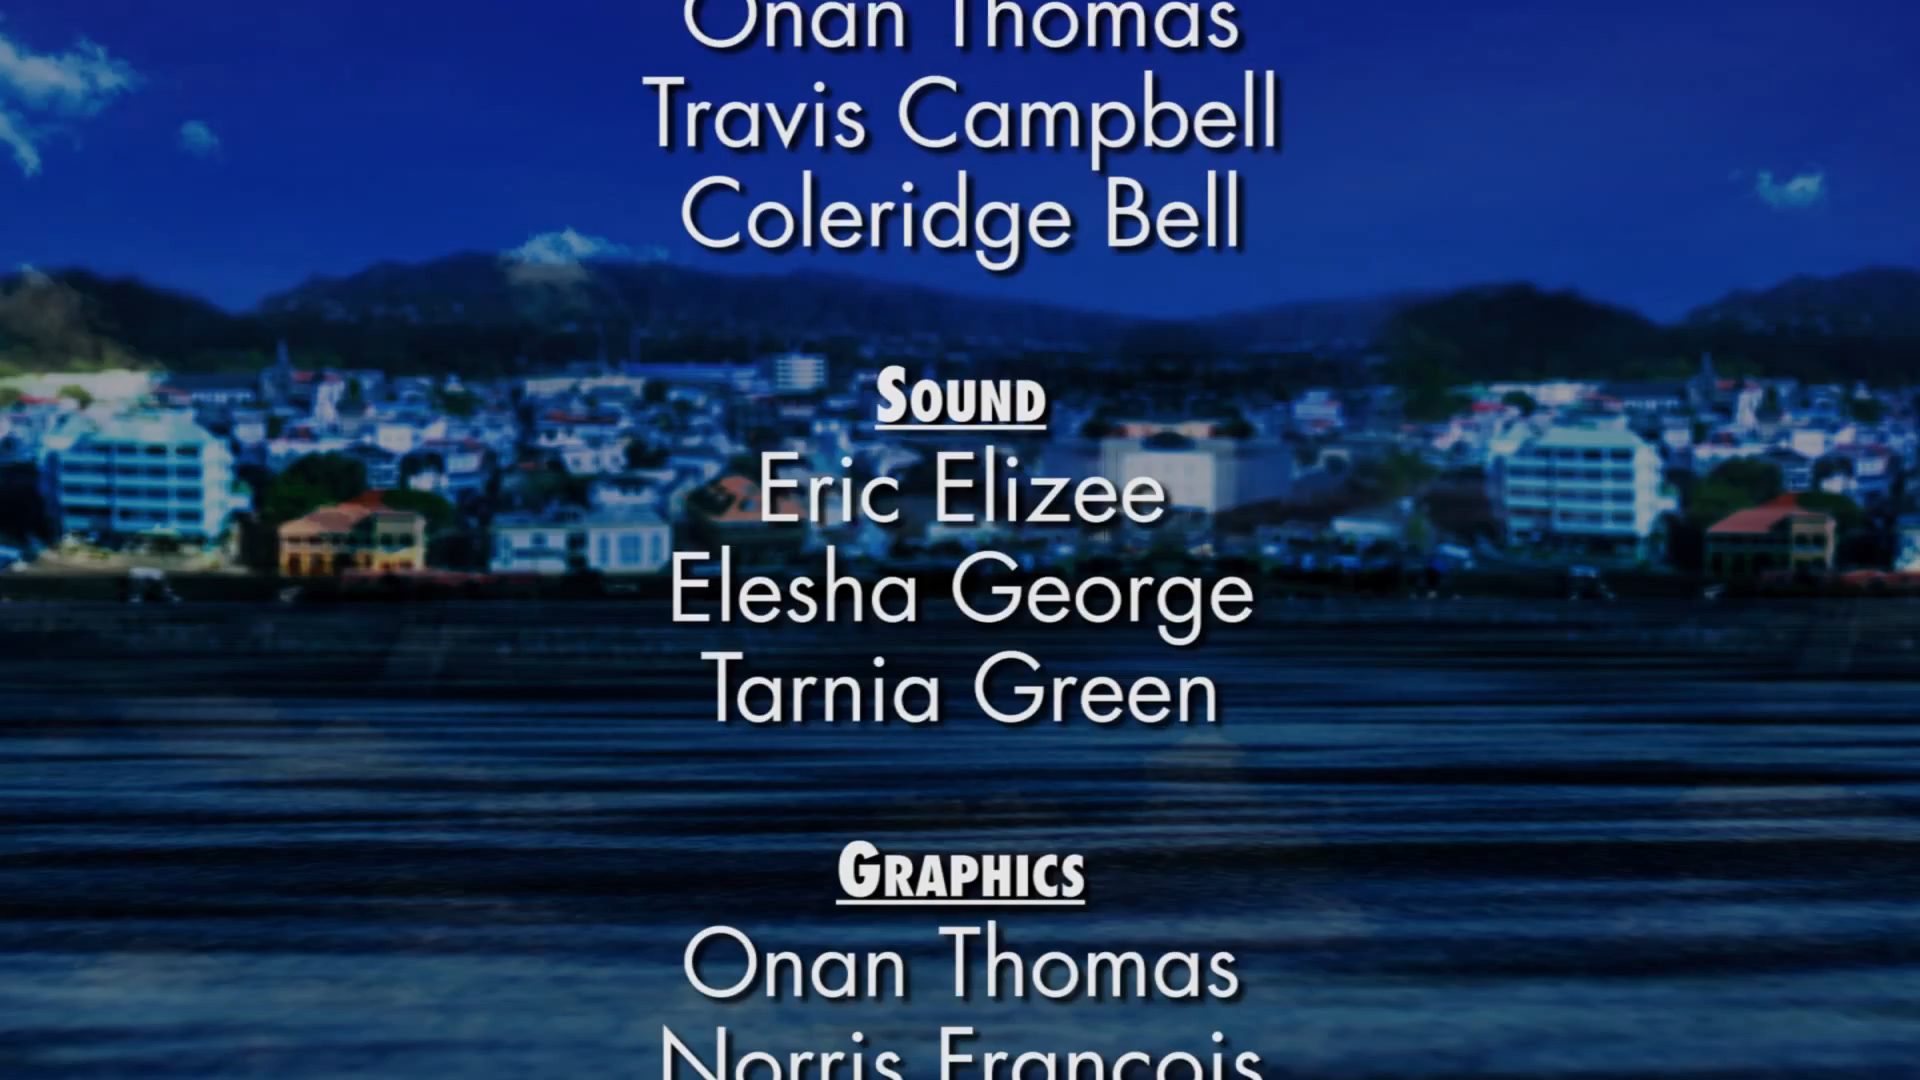 Onan Thomas
Travis Campbell
Coleridge Bell
SOUND
Eric Elizee
Elesha George
Tarnia Green
GRAPHICS
Onan Thomas
Norris Francois